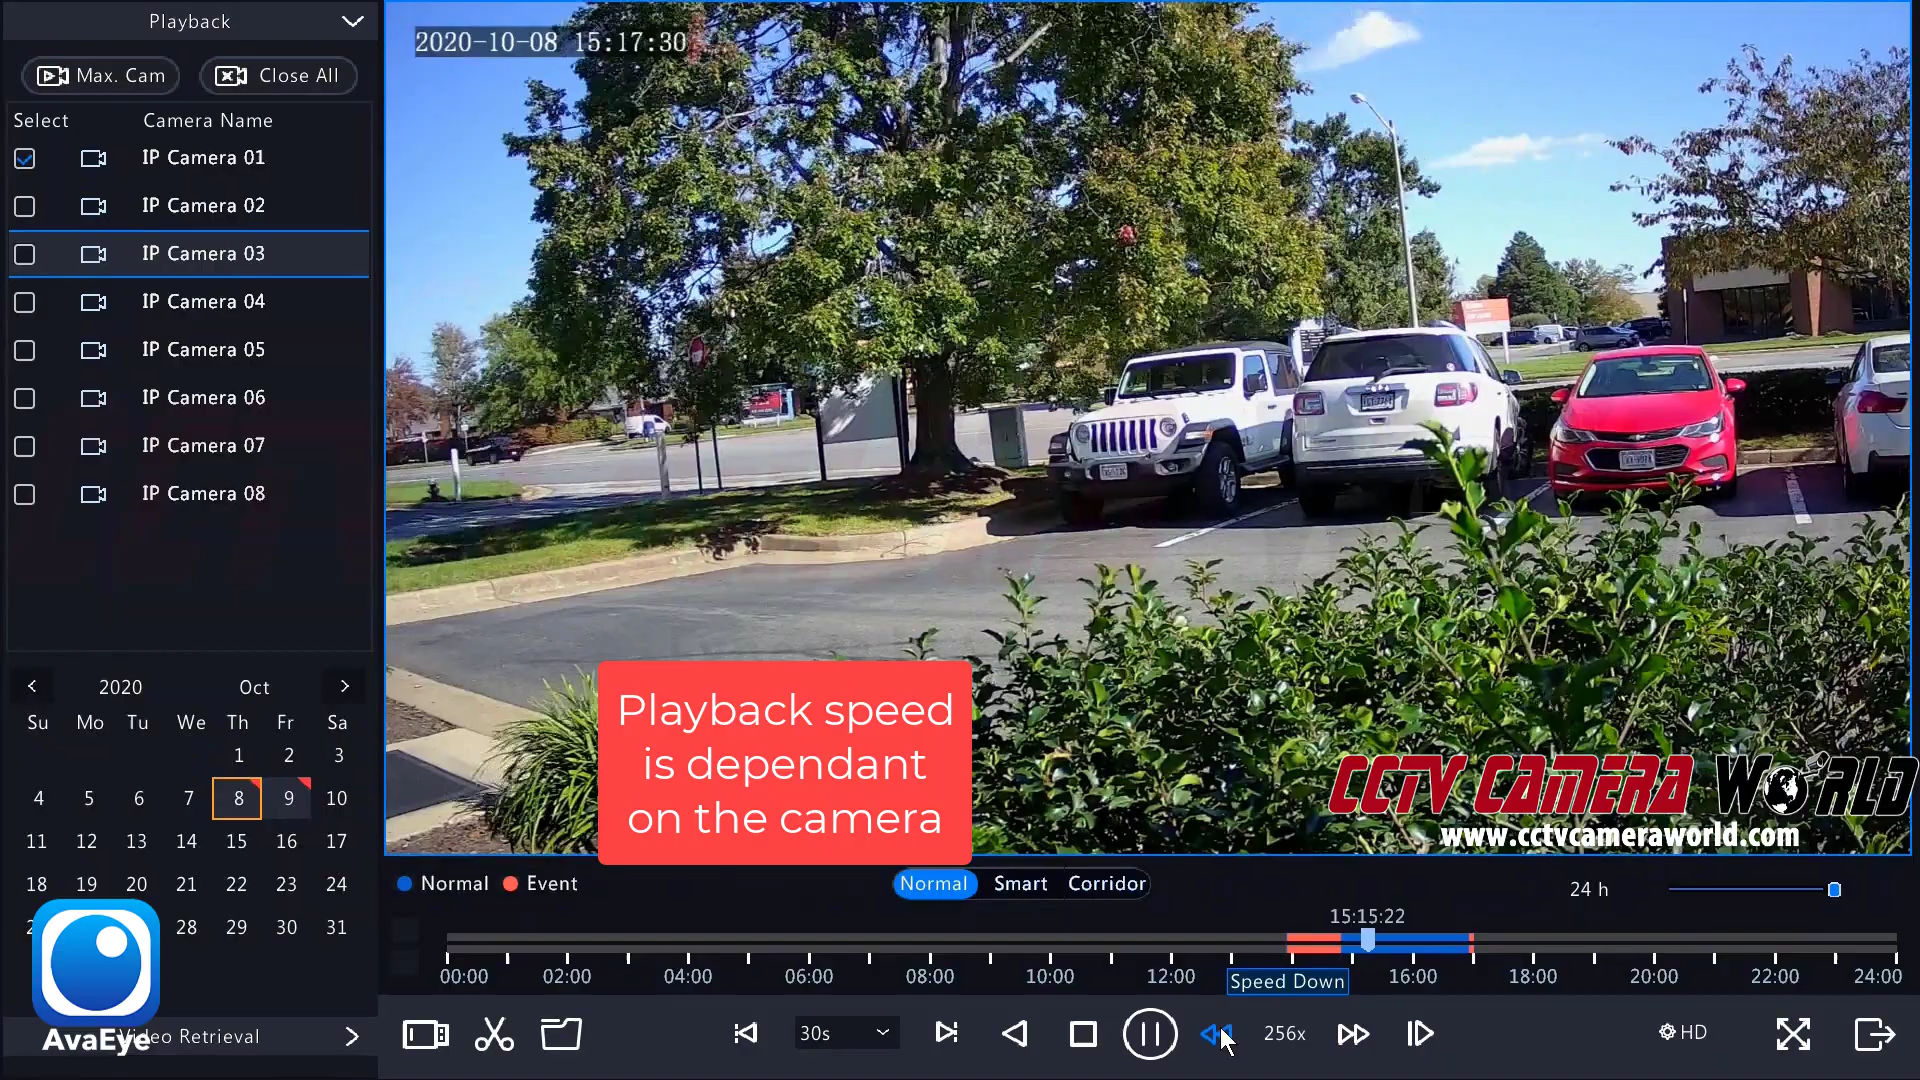 Playback
Max. Cam
Close All
Select
Camera Name
IP Camera 01
IP Camera 02
IP Camera 03
IP Camera 04
IP Camera 05
IP Camera 06
IP Camera 07
IP Camera 08
2020 Oct
Su Mo Tu We Th Fr Sa
1 2 3
4 5 6 7 8 9 10
11 12 13 14 15 16 17
18 19 20 21 22 23 24
28 29 30 31
AvaEye
Video Retrieval
2020-10-08 15:17:30
Playback speed
is dependant
on the camera
CCTV CAMERA WORLD
www.cctvcameraworld.com
Normal
Event
Normal
Smart
Corridor
24 h
15:15:22
00:00 02:00 04:00 06:00 08:00 10:00 12:00 16:00 18:00 20:00 22:00 24:00
Speed Down
30s
256x
HD